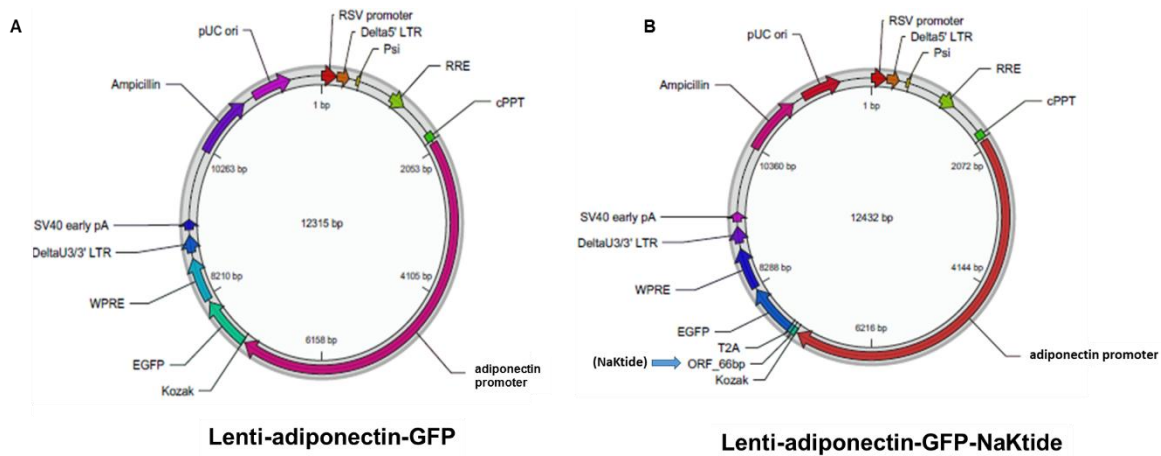 A
RSV promoter
Delta5' LTR
Psi
pUC ori
RRE
Ampicillin
cPPT
1 bp
10263 bp
2053 bp
SV40 early pA
12315 bp
DeltaU3/3' LTR
8210 bp
4105 bp
WPRE
6158 bp
EGFP
adiponectin
promoter
Kozak
Lenti-adiponectin-GFP
B
RSV promoter
Delta5' LTR
Psi
pUC ori
RRE
Ampicillin
cPPT
1 bp
10360 bp
2072 bp
SV40 early pA
12432 bp
DeltaU3/3' LTR
8288 bp
4144 bp
WPRE
6216 bp
EGFP
T2A
adiponectin promoter
(NaKtide) ORF_66bp
Kozak
Lenti-adiponectin-GFP-NaKtide